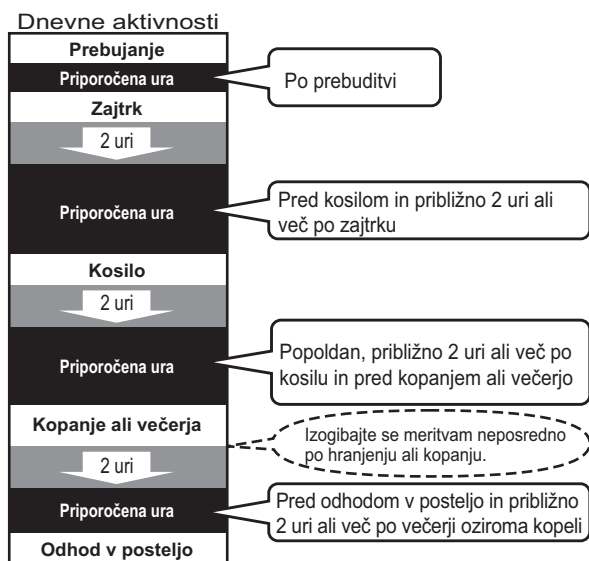 Dnevne aktivnosti
Prebujanje
Priporočena ura
Po prebuditvi
Zajtrk
2 uri
Priporočena ura
Pred kosilom in približno 2 uri ali
več po zajtrku
Kosilo
2 uri
Priporočena ura
Popoldan, približno 2 uri ali več po
kosilu in pred kopanjem ali večerjo
Kopanje ali večerja
Izogibajte se meritvam neposredno
po hranjenju ali kopanju.
2 uri
Priporočena ura
Pred odhodom v posteljo in približno
2 uri ali več po večerji oziroma kopeli
Odhod v posteljo